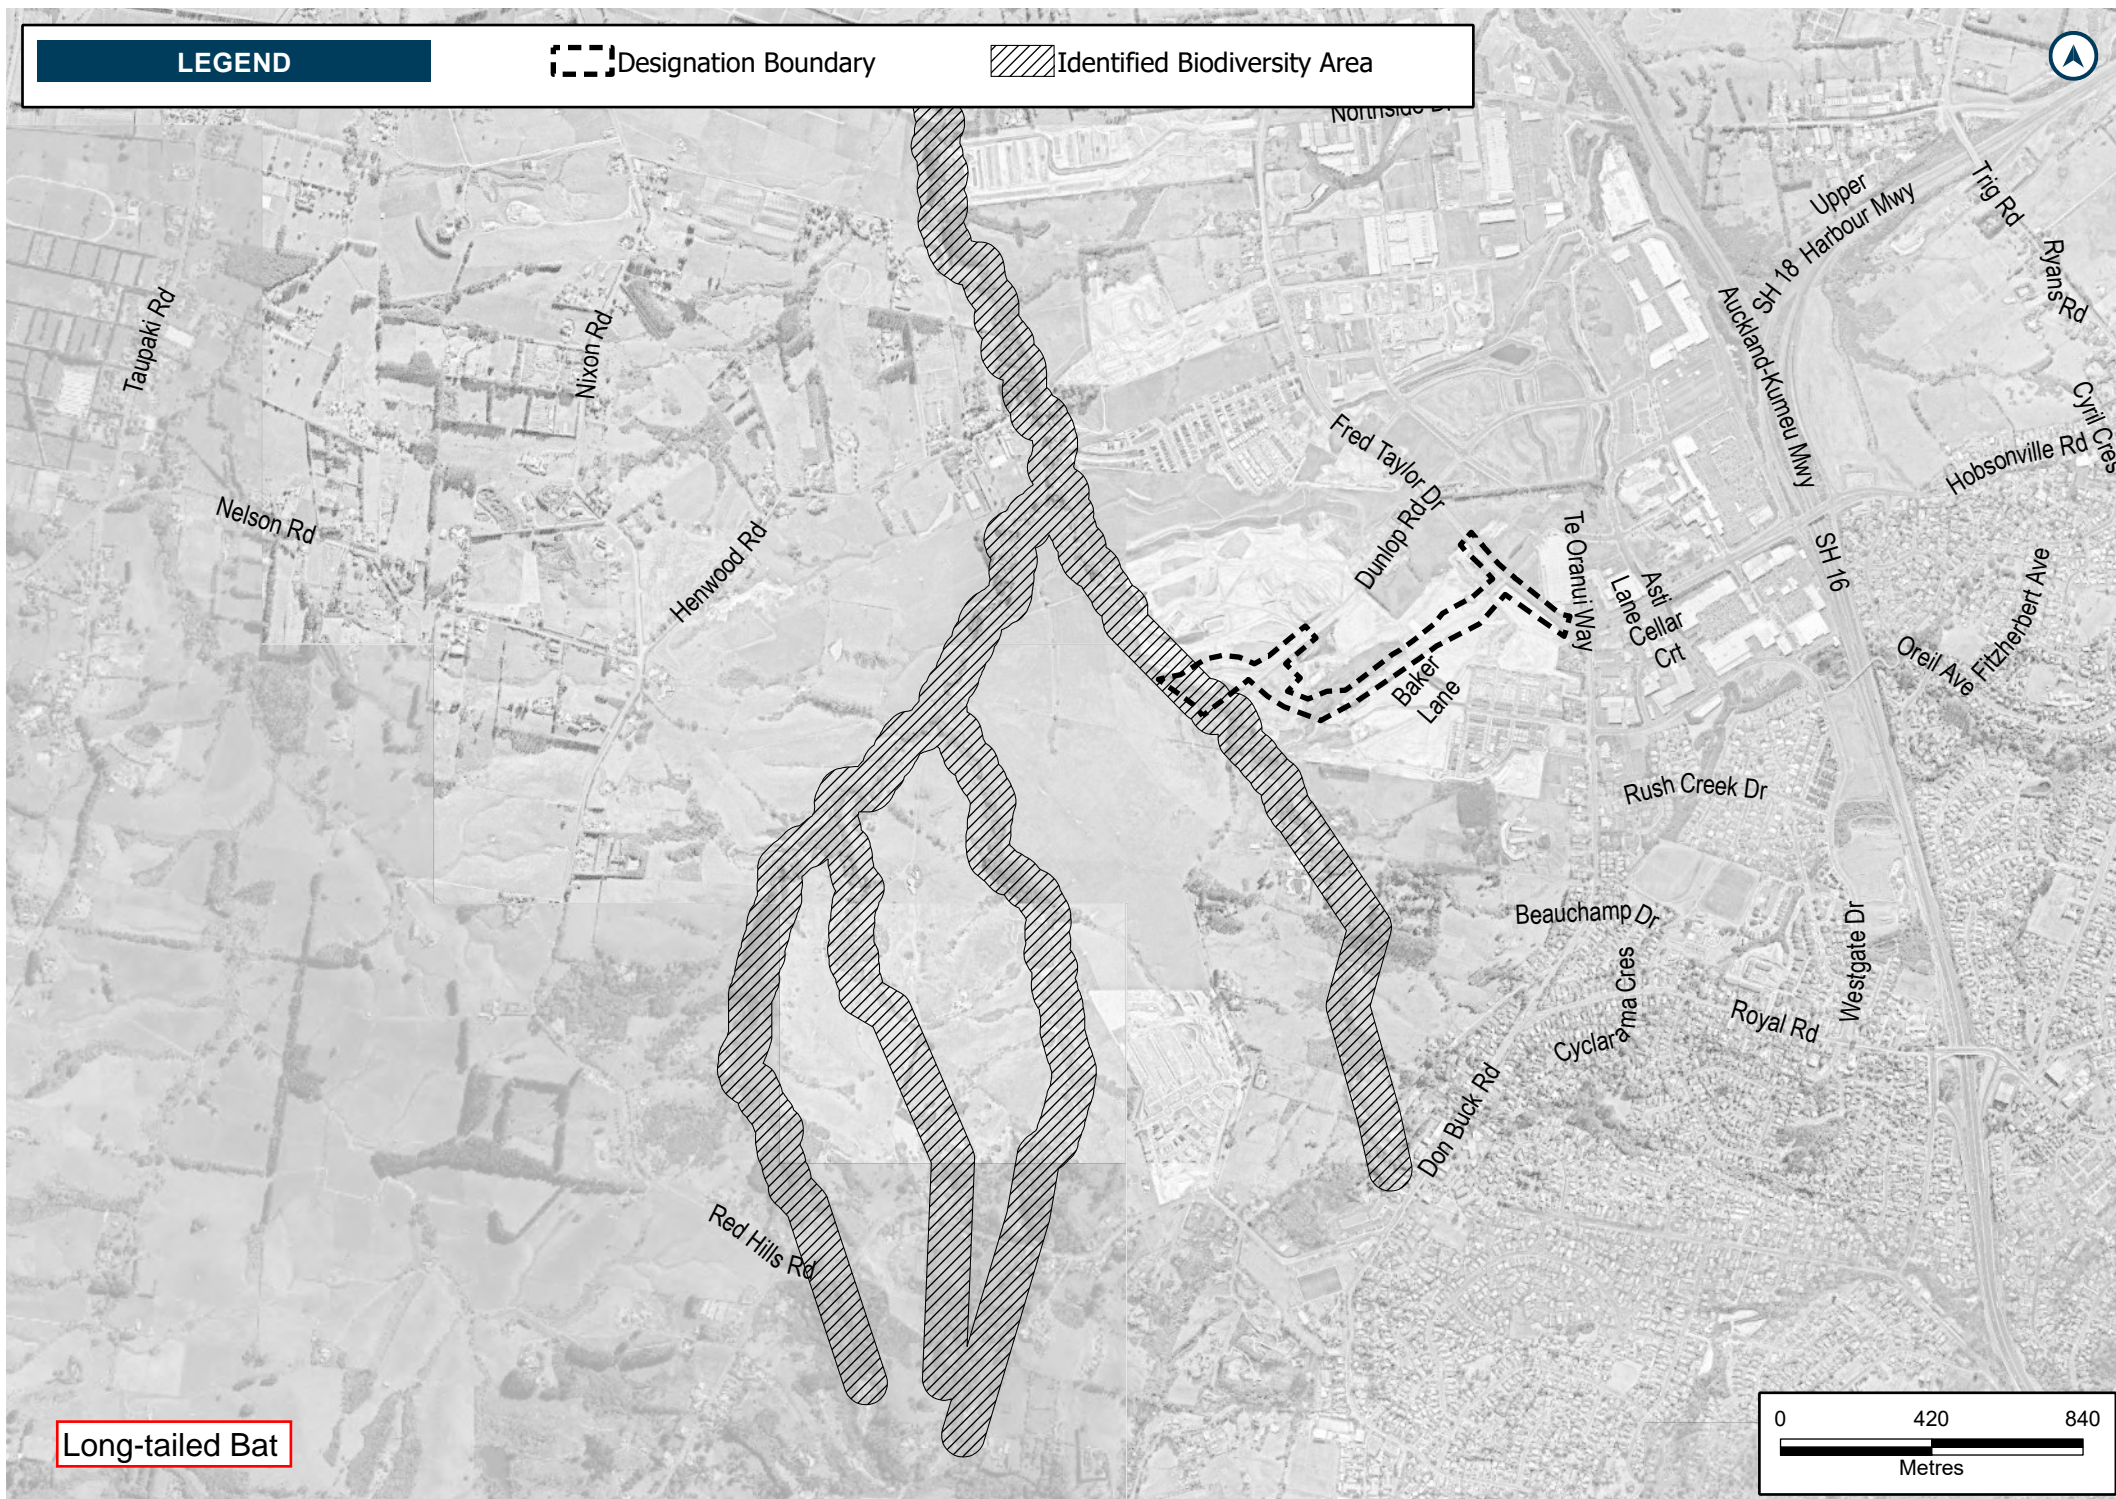 LEGEND
Designation Boundary
Identified Biodiversity Area
Northside Dr
Upper
Harbour Mwy
SH 18
Trig Rd
Ryans Rd
Taupaki Rd
Nixon Rd
Auckland-Kumeu Mwy
Cyril Cres
Hobsonville Rd
Fred Taylor Dr
Dunlop Rd
Nelson Rd
Henwood Rd
Te Oranui Way
SH 16
Asti
Lane
Cellar
Crt
Fitzherbert Ave
Oreil Ave
Baker
Lane
Rush Creek Dr
Beauchamp Dr
Westgate Dr
Cyclarama Cres
Royal Rd
Don Buck Rd
Red Hills Rd
Long-tailed Bat
0 420 840
Metres